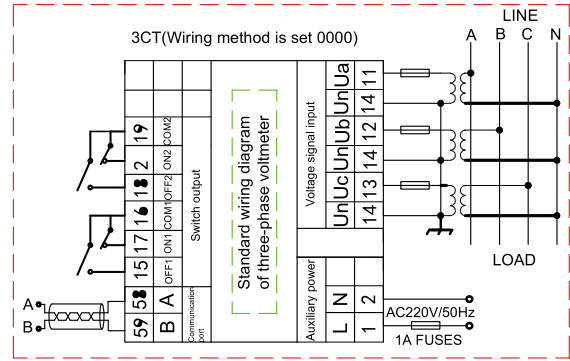 LINE
A B C N
3CT(Wiring method is set 0000)
19 COM2
2 ON2
18 OFF2
16 COM1
17 ON1
15 OFF1
Switch output
58 A
59 B
Communication port
A
B
Standard wiring diagram
of three-phase voltmeter
Voltage signal input
Ua 11
Un 14
Ub 12
Un 14
Uc 13
Un 14
Auxiliary power
N 2
L 1
LOAD
AC220V/50Hz
1A FUSES